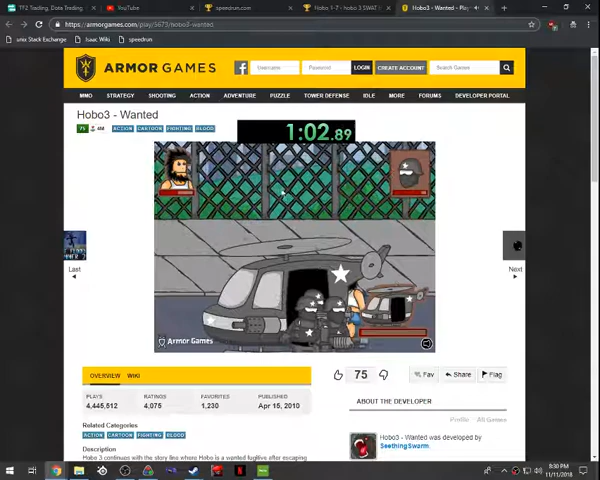 TF2 Trading, Dota Trading
YouTube
speedrun.com
Hobo 1-7 - hobo 3 SWAT
Hobo3 - Wanted - Pla
https://armorgames.com/play/5673/hobo3-wanted
Unix Stack Exchange
Isaac Wiki
speedrun
ARMOR GAMES
Username
Password
LOGIN
CREATE ACCOUNT
Search Games
MMO STRATEGY SHOOTING ACTION ADVENTURE PUZZLE TOWER DEFENSE IDLE MORE FORUMS DEVELOPER PORTAL
Hobo3 - Wanted
75
ACTION CARTOON FIGHTING BLOOD
1:02.89
Last
Next
Armor Games
OVERVIEW WIKI
75
Fav
Share
Flag
PLAYS RATINGS FAVORITES PUBLISHED
4,445,512 4,075 1,230 Apr 15, 2010
ABOUT THE DEVELOPER
Profile
All Games
Related Categories
ACTION CARTOON FIGHTING BLOOD
Hobo3 - Wanted was developed by
SeethingSwarm.
Description
Hobo 3 continues with the story line where Hobo is a wanted fugitive after escaping
8:30 PM
11/11/2018